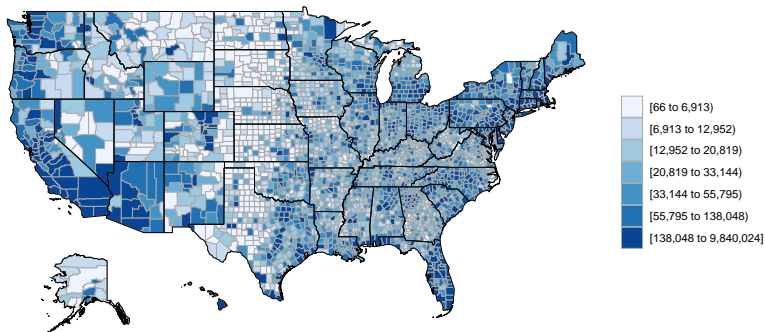 [66 to 6,913)
[6,913 to 12,952)
[12,952 to 20,819)
[20,819 to 33,144)
[33,144 to 55,795)
[55,795 to 138,048)
[138,048 to 9,840,024]